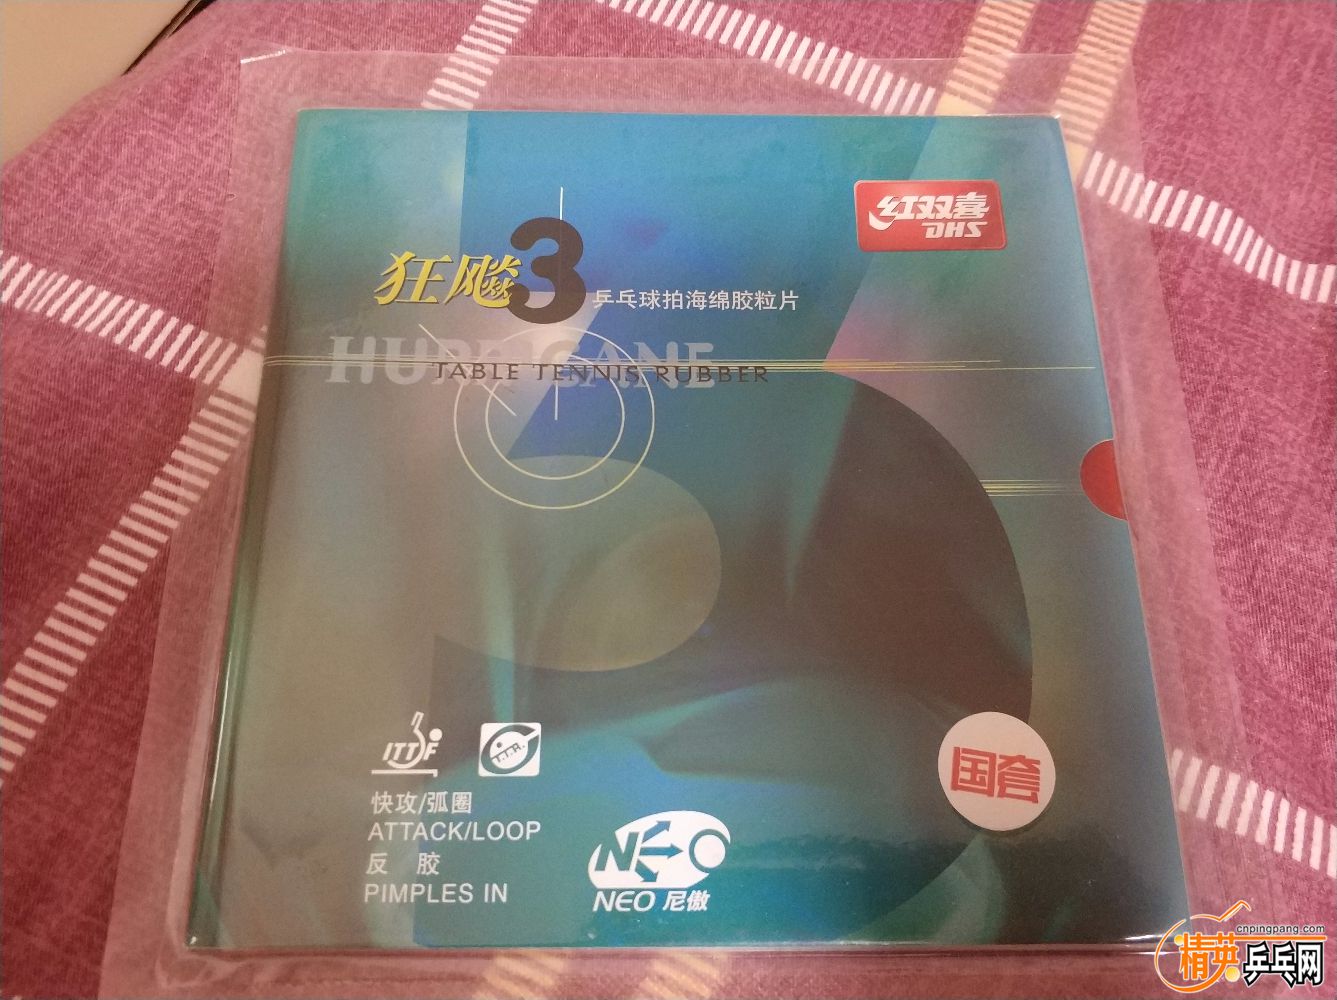 红双喜
DHS
狂飚3
乒乓球拍海绵胶粒片
HURRICANE
TABLE TENNIS RUBBER
ITTF
T.T.R.
快攻/弧圈
ATTACK/LOOP
反 胶
PIMPLES IN
NEO
NEO 尼傲
国套
cnpingpang.com
精英乒乓网